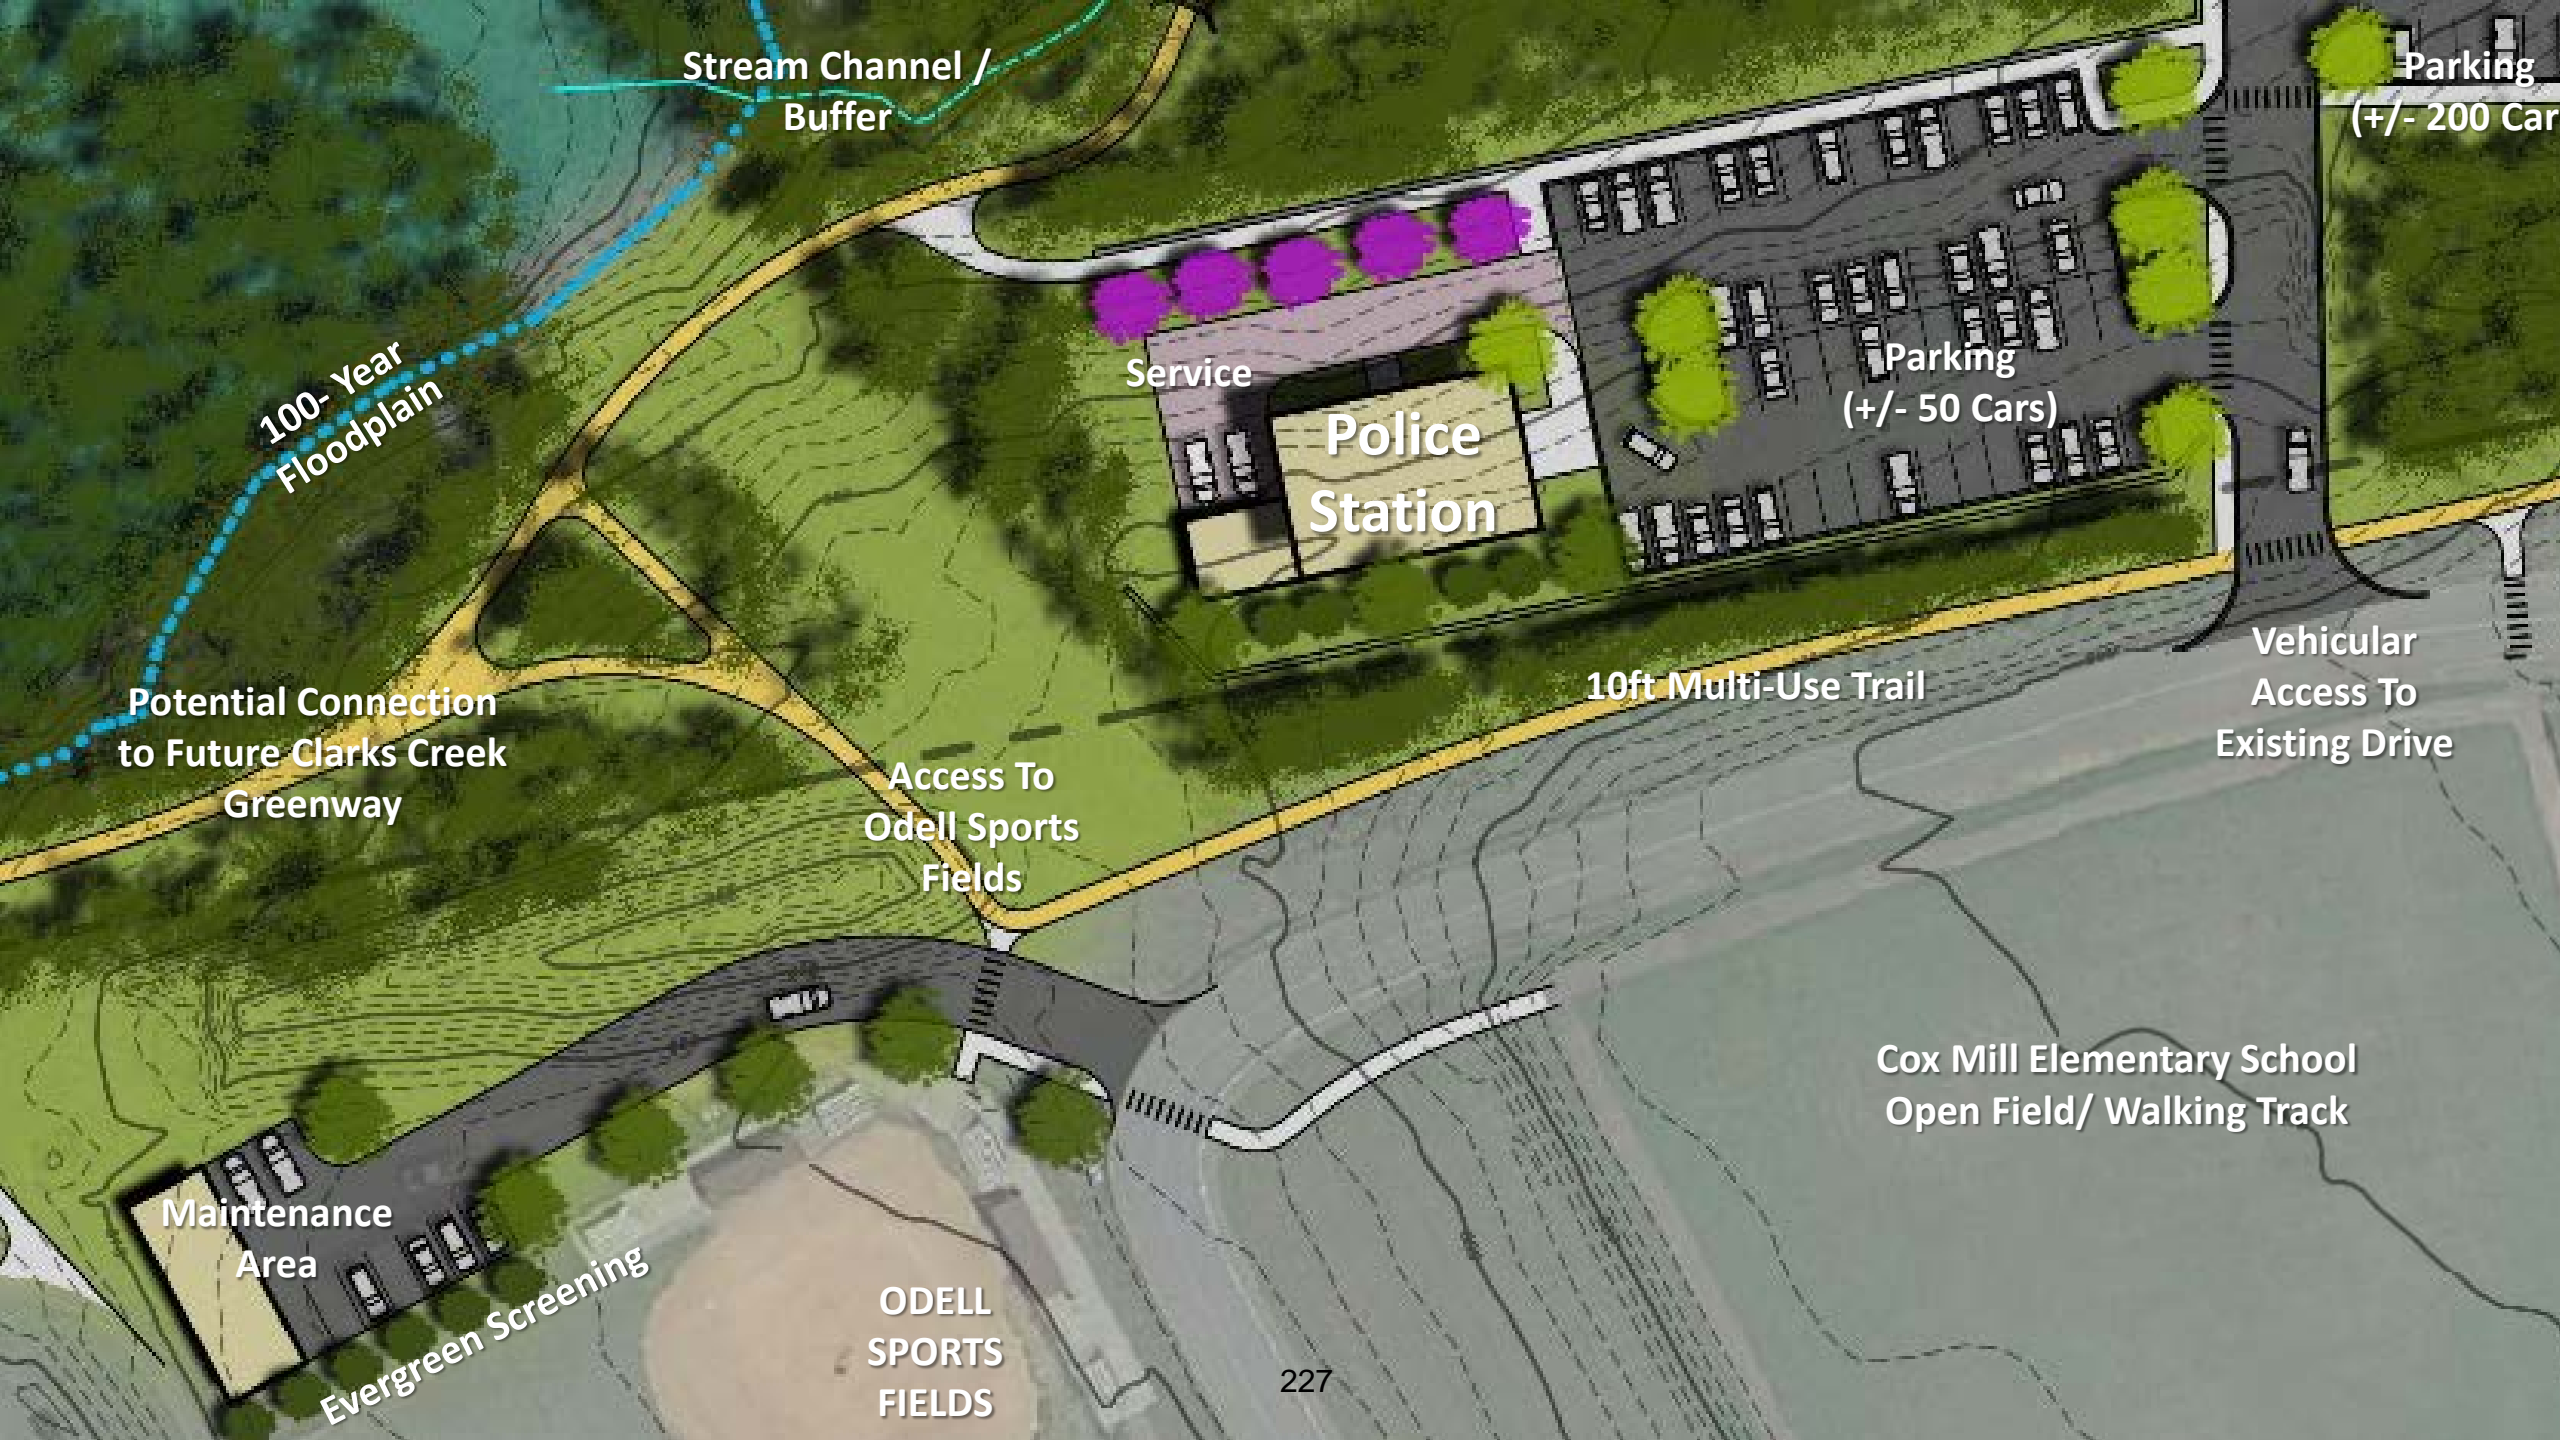 Stream Channel /
Buffer
Parking
(+/- 200 Car
100- Year
Floodplain
Service
Police
Station
Parking
(+/- 50 Cars)
Potential Connection
to Future Clarks Creek
Greenway
10ft Multi-Use Trail
Vehicular
Access To
Existing Drive
Access To
Odell Sports
Fields
Cox Mill Elementary School
Open Field/ Walking Track
Maintenance
Area
Evergreen Screening
ODELL
SPORTS
FIELDS
227